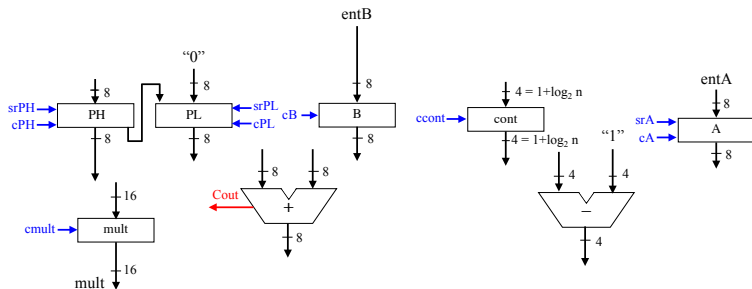 entB
“0”
8
8
8
4 = 1+log2 n
entA
8
srPH
cPH
PH
PL
srPL
cPL
cB
B
ccont
cont
srA
cA
A
8
8
8
4 = 1+log2 n
“1”
8
8
8
4
4
16
Cout
cmult
mult
+
−
8
4
16
mult